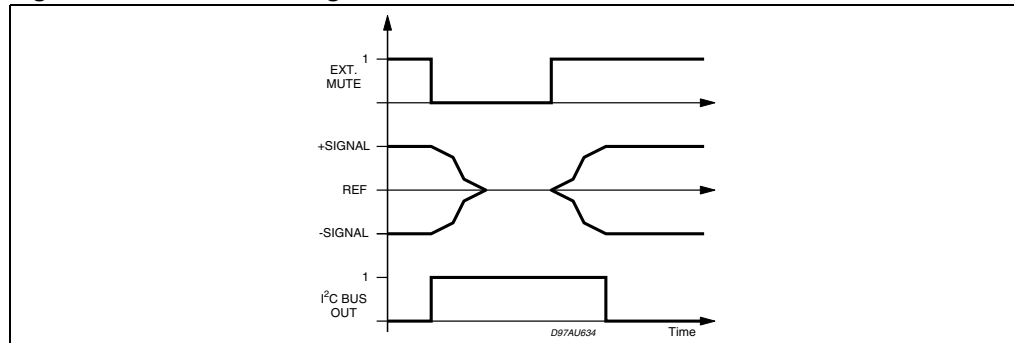 1
EXT.
MUTE
+SIGNAL
REF
-SIGNAL
1
I²C BUS
OUT
D97AU634
Time